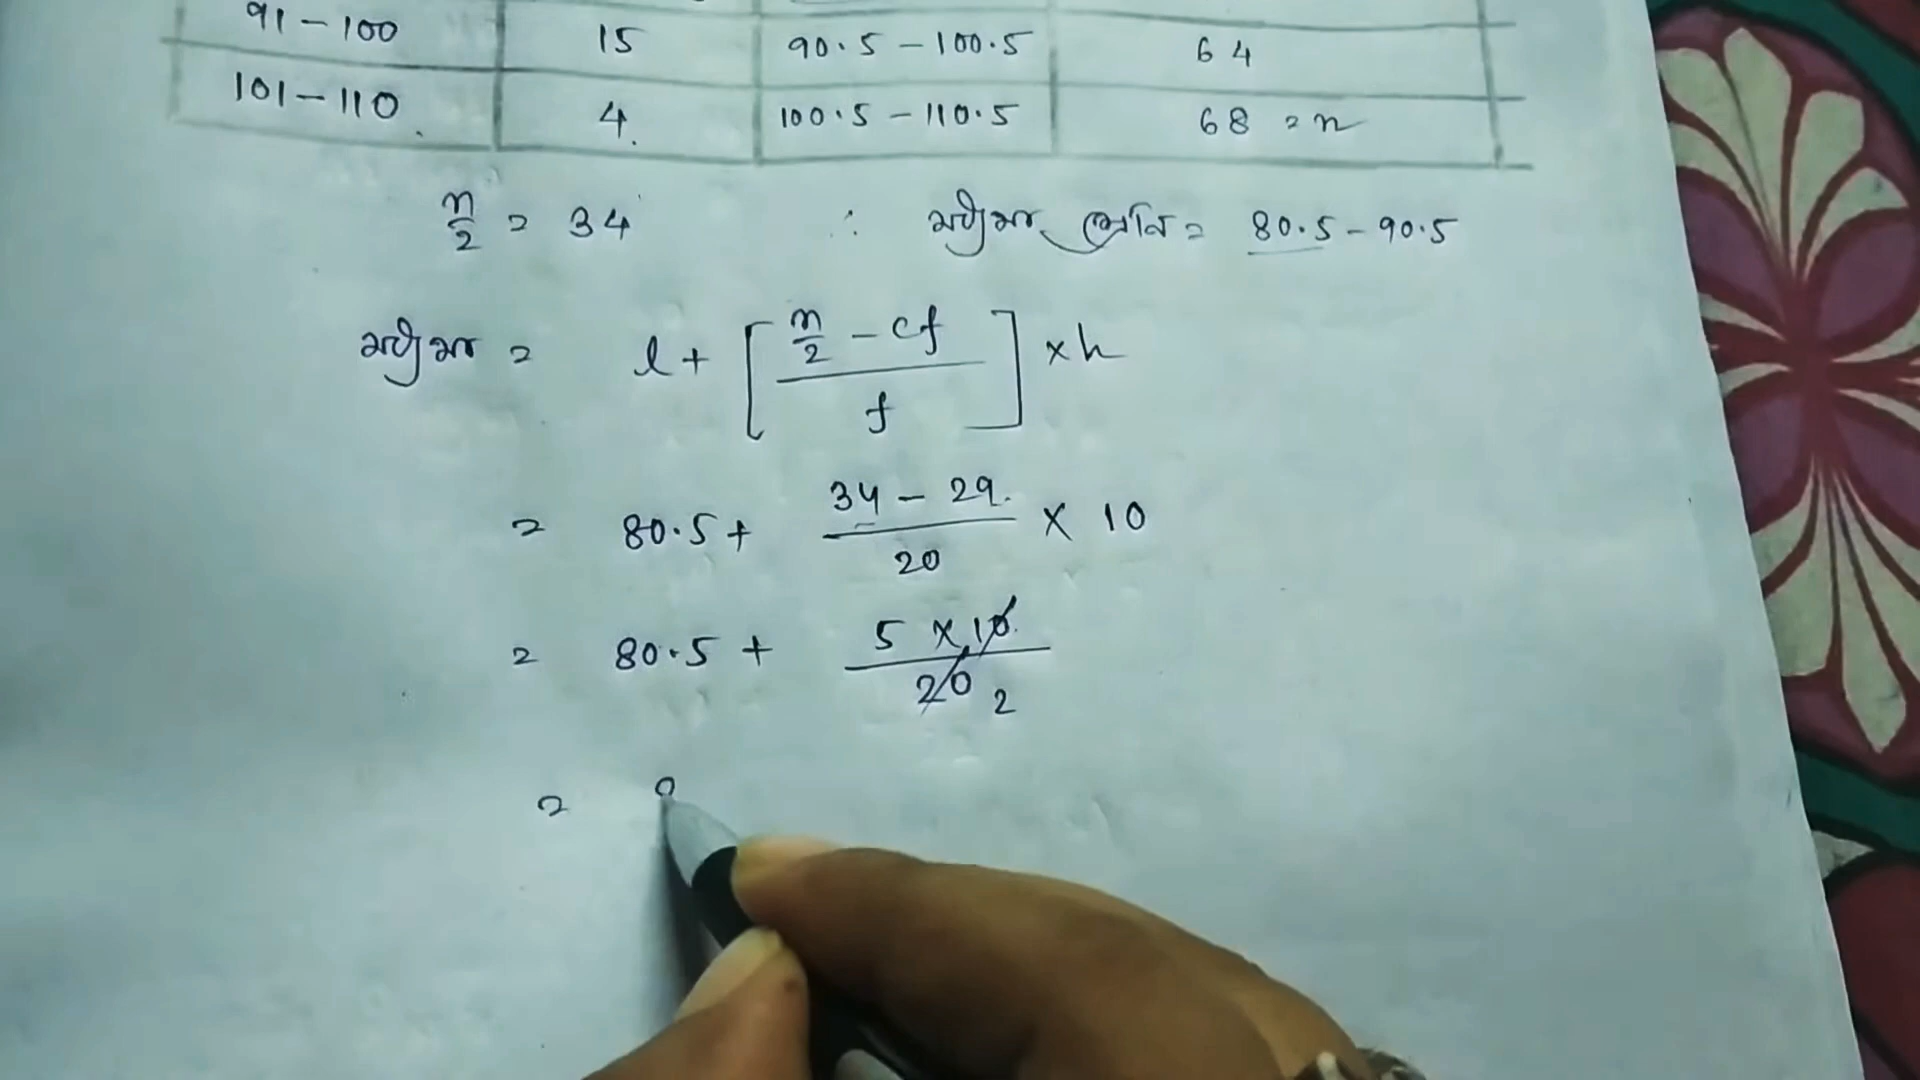 91-100 15 90.5-100.5 64
101-110 4 100.5-110.5 68 = n
n/2 = 34 ∴ মধ্যমা শ্রেনি = 80.5-90.5
মধ্যমা = l + [ (n/2 - cf) / f ] × h
= 80.5 + (34 - 29) / 20 × 10
= 80.5 + (5 × 10) / 20 2
=